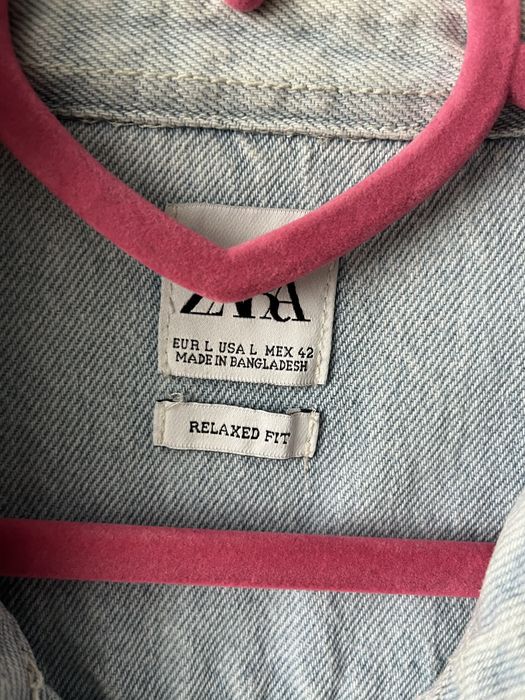 ZARA
EUR L USA L MEX 42
MADE IN BANGLADESH
RELAXED FIT